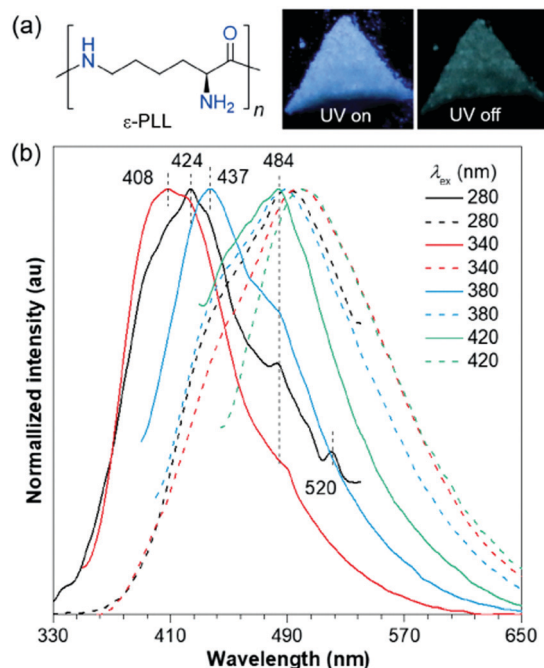 (a)
H
N
O
NH₂
n
ε-PLL
UV on
UV off
(b)
408
424
437
484
520
λex (nm)
280
280
340
340
380
380
420
420
Normallized intensity (au)
330
410
490
570
650
Wavelength (nm)